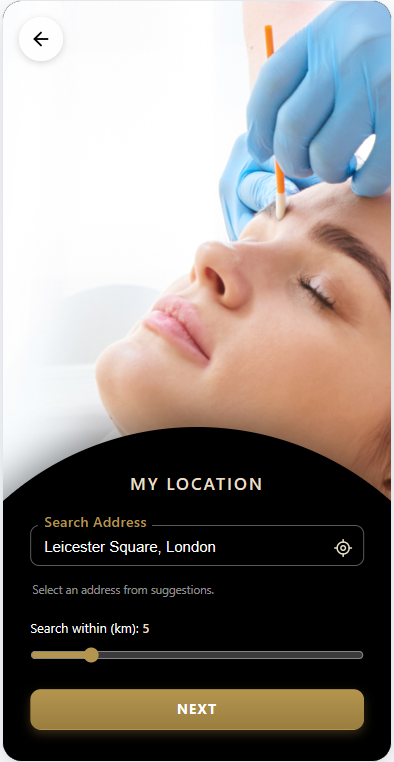 MY LOCATION
Search Address
Leicester Square, London
Select an address from suggestions.
Search within (km): 5
NEXT